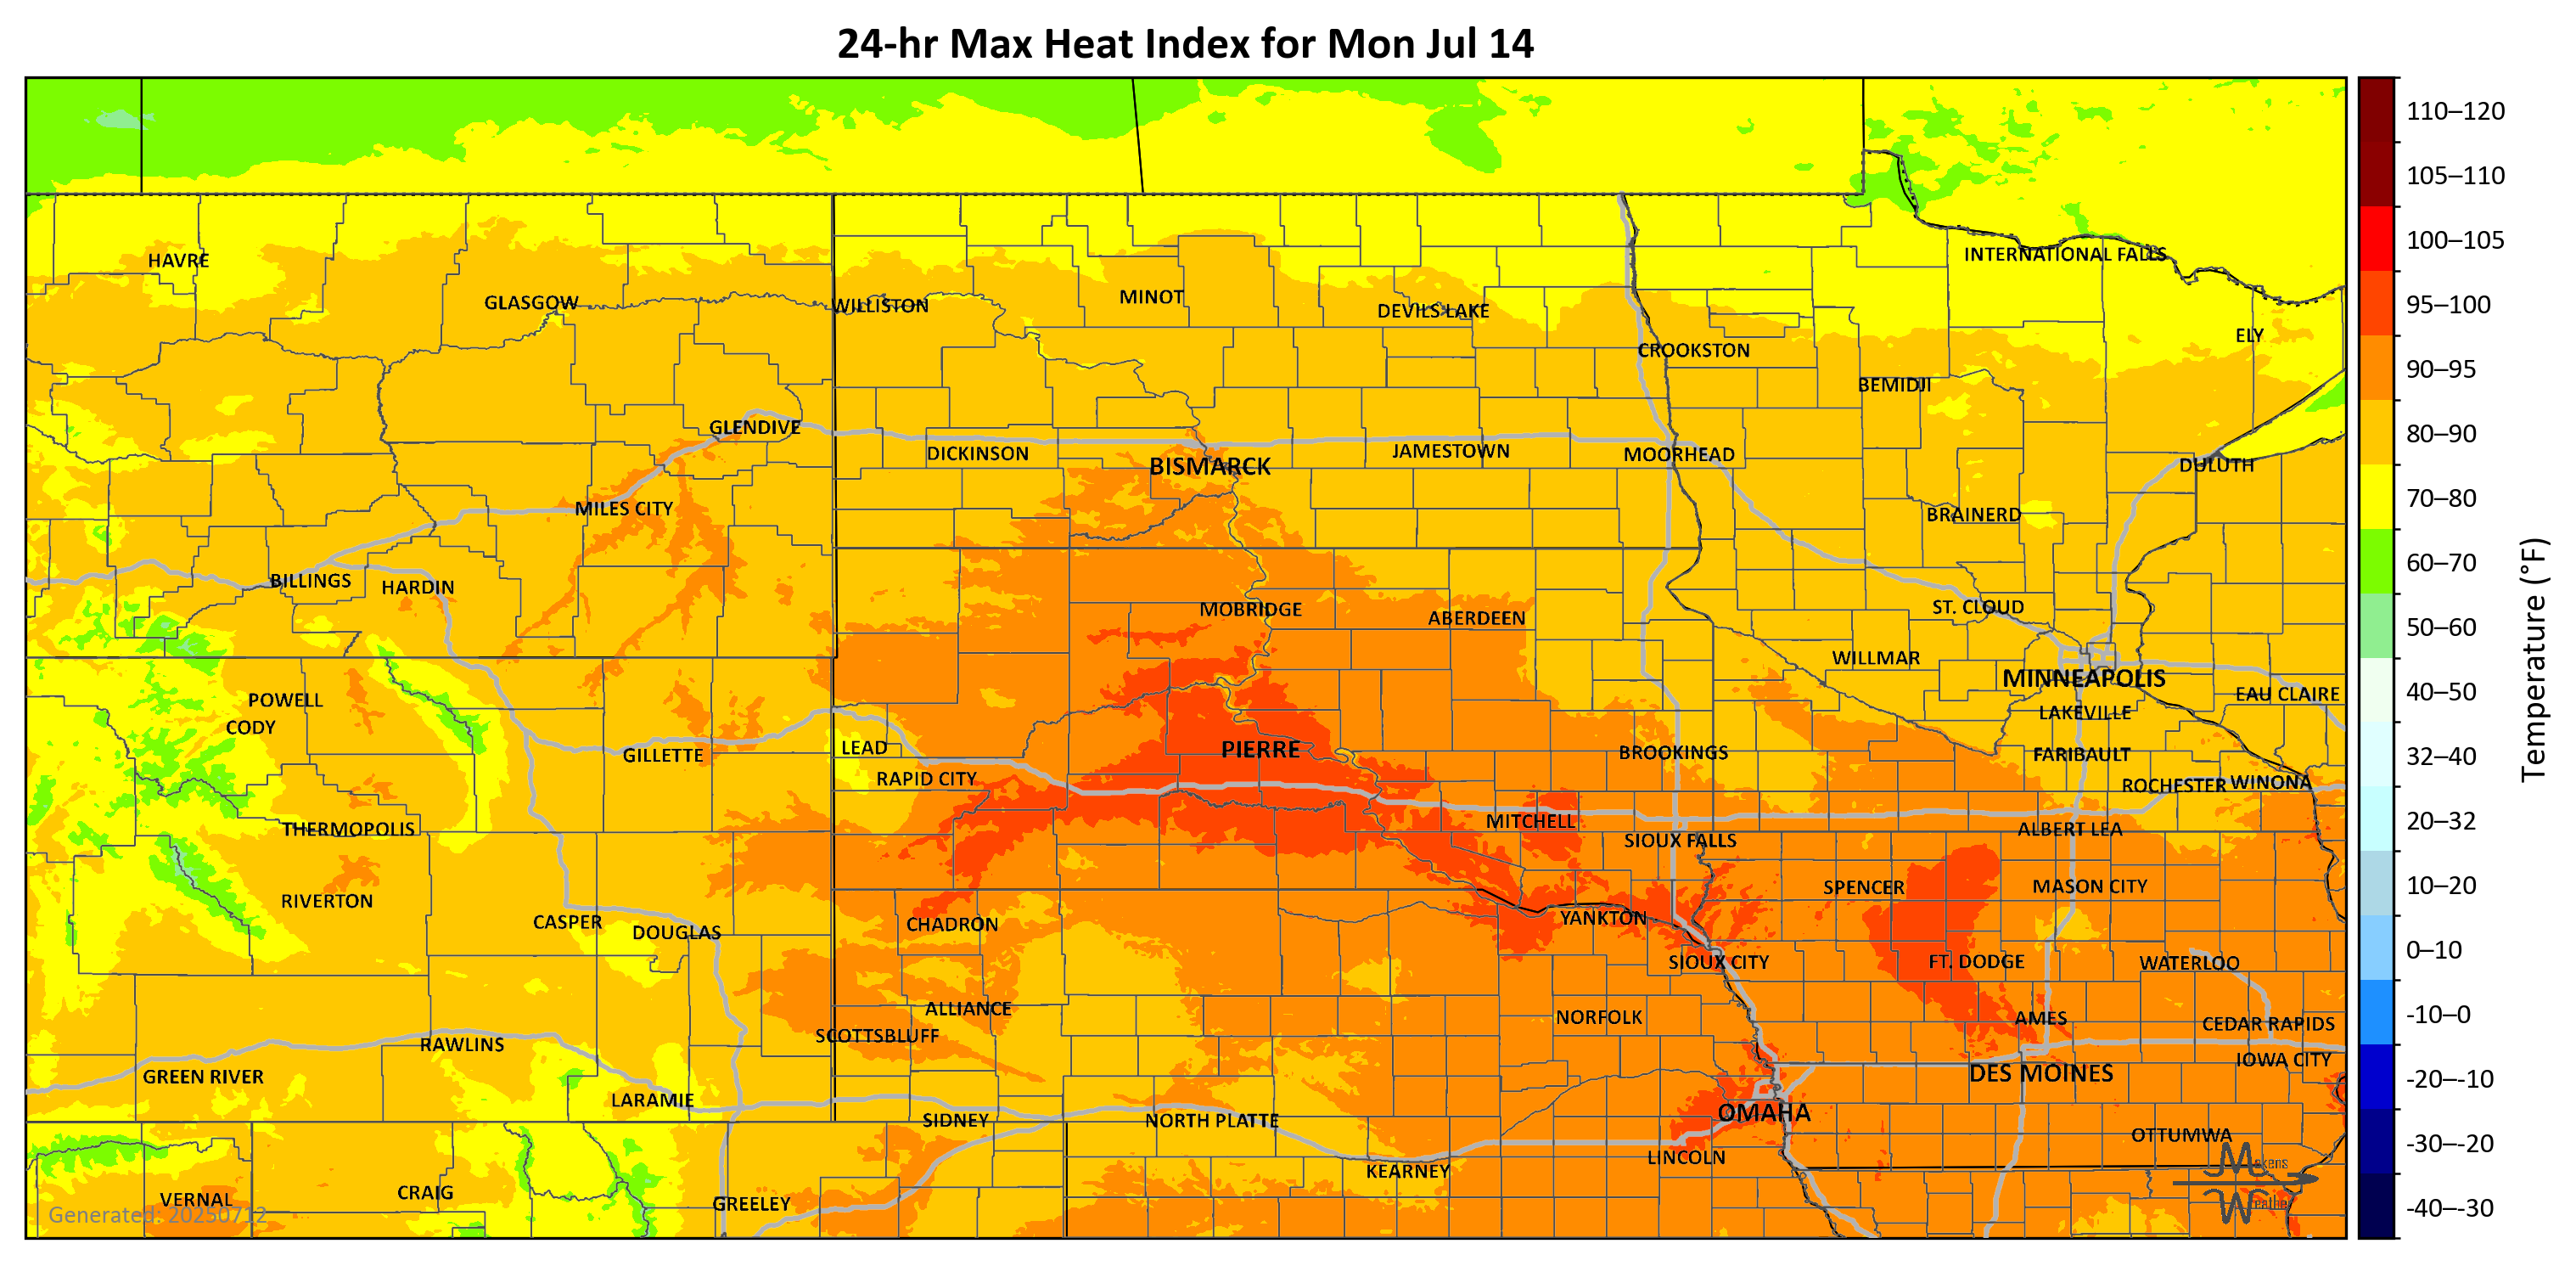 24-hr Max Heat Index for Mon Jul 14
110–120
105–110
100–105
95–100
90–95
80–90
70–80
60–70
50–60
40–50
32–40
20–32
10–20
0–10
-10–0
-20–-10
-30–-20
-40–-30
Temperature (°F)
HAVRE
INTERNATIONAL FALLS
GLASGOW
WILLISTON
MINOT
DEVILS LAKE
ELY
CROOKSTON
BEMIDJI
GLENDIVE
DICKINSON
BISMARCK
JAMESTOWN
MOORHEAD
DULUTH
MILES CITY
BRAINERD
BILLINGS
HARDIN
MOBRIDGE
ABERDEEN
ST. CLOUD
WILLMAR
MINNEAPOLIS
POWELL
EAU CLAIRE
CODY
LAKEVILLE
GILLETTE
LEAD
PIERRE
BROOKINGS
FARIBAULT
RAPID CITY
ROCHESTER
WINONA
THERMOPOLIS
MITCHELL
SIOUX FALLS
ALBERT LEA
RIVERTON
SPENCER
MASON CITY
CASPER
DOUGLAS
CHADRON
YANKTON
SIOUX CITY
FT. DODGE
WATERLOO
ALLIANCE
NORFOLK
AMES
CEDAR RAPIDS
SCOTTSBLUFF
RAWLINS
IOWA CITY
GREEN RIVER
DES MOINES
LARAMIE
SIDNEY
NORTH PLATTE
OMAHA
OTTUMWA
LINCOLN
KEARNEY
VERNAL
CRAIG
GREELEY
Generated: 20250712